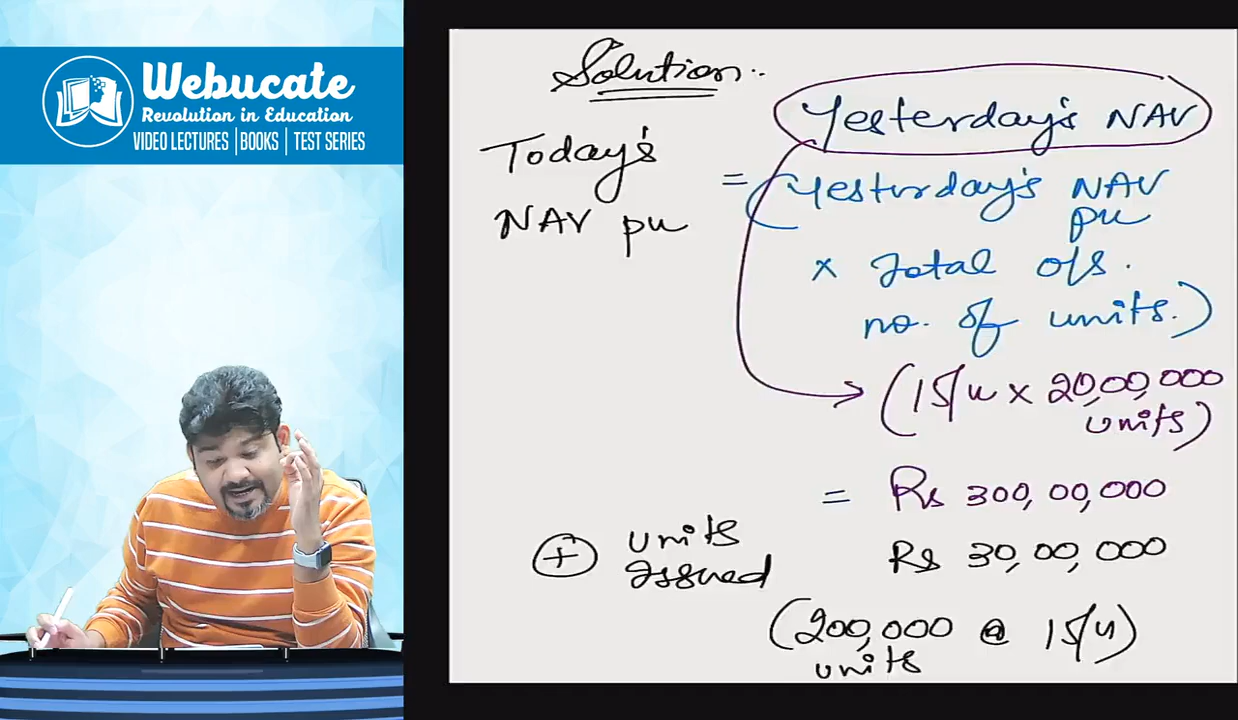 Webucate
Revolution in Education
VIDEO LECTURES | BOOKS | TEST SERIES
Solution :-
Yesterday's NAV
Today's NAV pu
= (Yesterday's NAV pu
x Total o/s.
no. of units.)
(15/u x 20,00,000
units)
= Rs 300,00,000
+ units issued Rs 30,00,000
(200,000 @ 15/u)
units